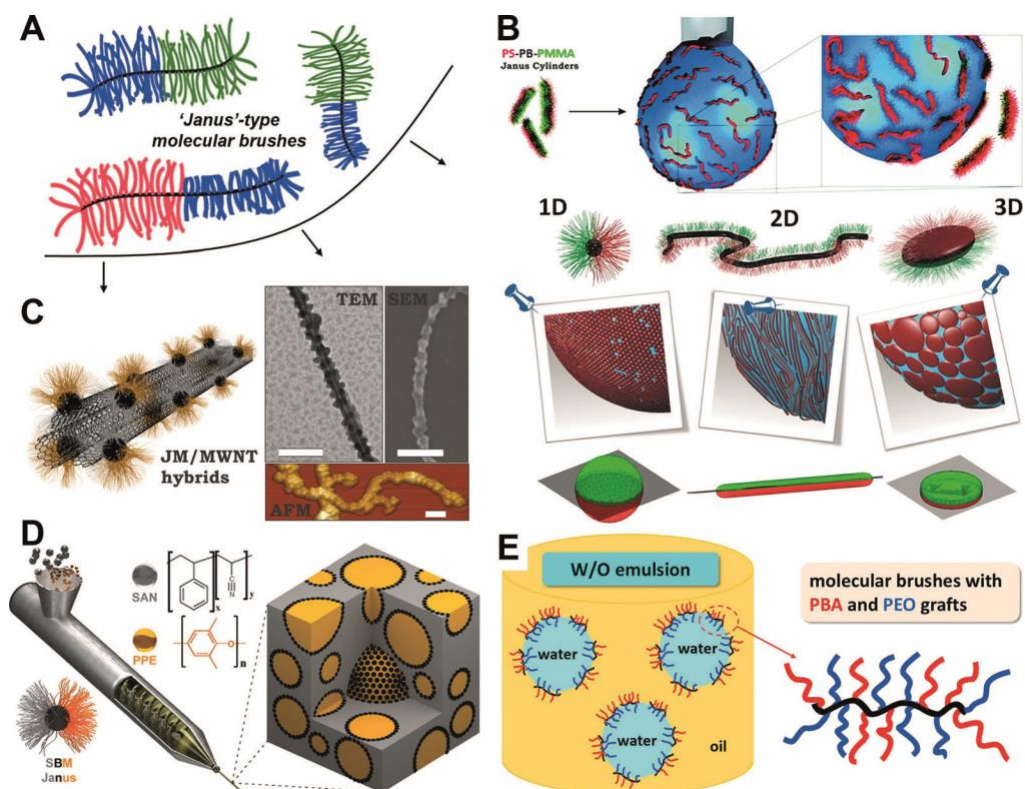 A
'Janus'-type
molecular brushes
B
PS-PB-PMMA
Janus Cylinders
1D
2D
3D
C
JM/MWNT
hybrids
TEM
SEM
AFM
D
SAN
x
C
N
y
PPE
O
n
SBM
Janus
E
W/O emulsion
water
water
water
oil
molecular brushes with
PBA and PEO grafts